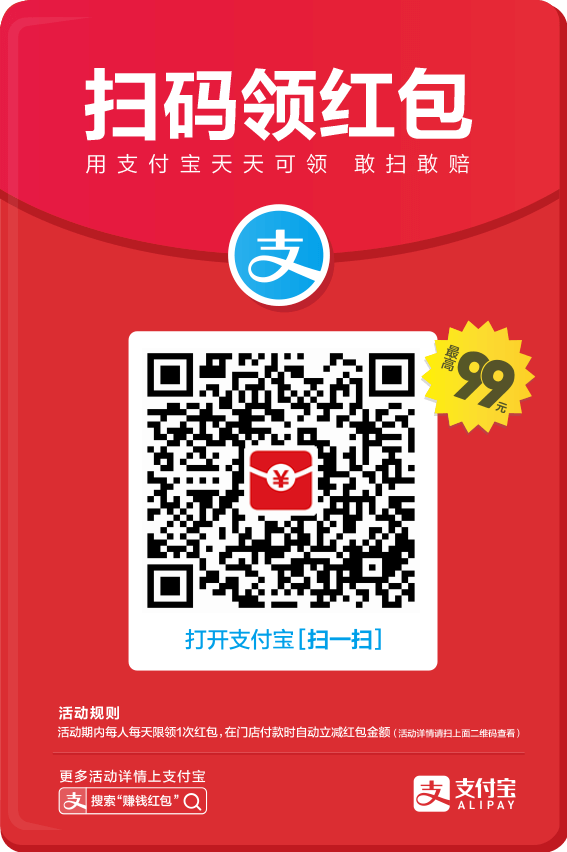 扫码领红包
用支付宝天天可领 敢扫敢赔
支
最高
99元
¥
打开支付宝[扫一扫]
活动规则
活动期内每人每天限领1次红包，在门店付款时自动立减红包金额（活动详情请扫上面二维码查看）
更多活动详情上支付宝
支 搜索“赚钱红包”
支 支付宝
ALIPAY